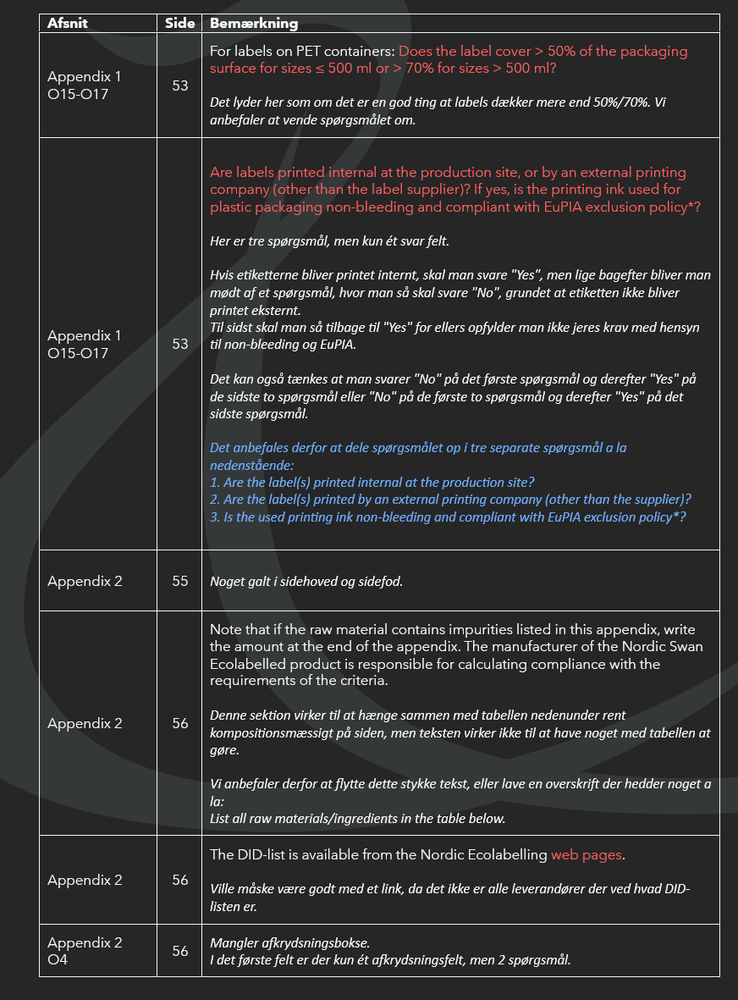 Afsnit Side Bemærkning
Appendix 1
O15-O17
53
For labels on PET containers: Does the label cover > 50% of the packaging
surface for sizes ≤ 500 ml or > 70% for sizes > 500 ml?
Det lyder her som om det er en god ting at labels dækker mere end 50%/70%. Vi
anbefaler at vende spørgsmålet om.
Appendix 1
O15-O17
53
Are labels printed internal at the production site, or by an external printing
company (other than the label supplier)? If yes, is the printing ink used for
plastic packaging non-bleeding and compliant with EuPIA exclusion policy*?
Her er tre spørgsmål, men kun ét svar felt.
Hvis etiketterne bliver printet internt, skal man svare "Yes", men lige bagefter bliver man
mødt af et spørgsmål, hvor man så skal svare "No", grundet at etiketten ikke bliver
printet eksternt.
Til sidst skal man så tilbage til "Yes" for ellers opfylder man ikke jeres krav med hensyn
til non-bleeding og EuPIA.
Det kan også tænkes at man svarer "No" på det første spørgsmål og derefter "Yes" på
de sidste to spørgsmål eller "No" på de første to spørgsmål og derefter "Yes" på det
sidste spørgsmål.
Det anbefales derfor at dele spørgsmålet op i tre separate spørgsmål a la
nedenstående:
1. Are the label(s) printed internal at the production site?
2. Are the label(s) printed by an external printing company (other than the supplier)?
3. Is the used printing ink non-bleeding and compliant with EuPIA exclusion policy*?
Appendix 2
55
Noget galt i sidehoved og sidefod.
Appendix 2
56
Note that if the raw material contains impurities listed in this appendix, write
the amount at the end of the appendix. The manufacturer of the Nordic Swan
Ecolabelled product is responsible for calculating compliance with the
requirements of the criteria.
Denne sektion virker til at hænge sammen med tabellen nedenunder rent
kompositionsmæssigt på siden, men teksten virker ikke til at have noget med tabellen at
gøre.
Vi anbefaler derfor at flytte dette stykke tekst, eller lave en overskrift der hedder noget a
la:
List all raw materials/ingredients in the table below.
Appendix 2
56
The DID-list is available from the Nordic Ecolabelling web pages.
Ville måske være godt med et link, da det ikke er alle leverandører der ved hvad DID-
listen er.
Appendix 2
O4
56
Mangler afkrydsningsbokse.
I det første felt er der kun ét afkrydsningsfelt, men 2 spørgsmål.